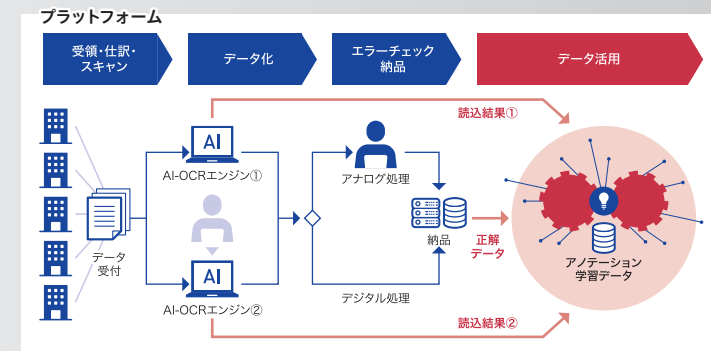 プラットフォーム
受領・仕訳・
スキャン
データ化
エラーチェック
納品
データ活用
読込結果①
AI
AI-OCRエンジン①
アナログ処理
データ
受付
納品
正解
データ
アノテーション
学習データ
AI
AI-OCRエンジン②
デジタル処理
読込結果②